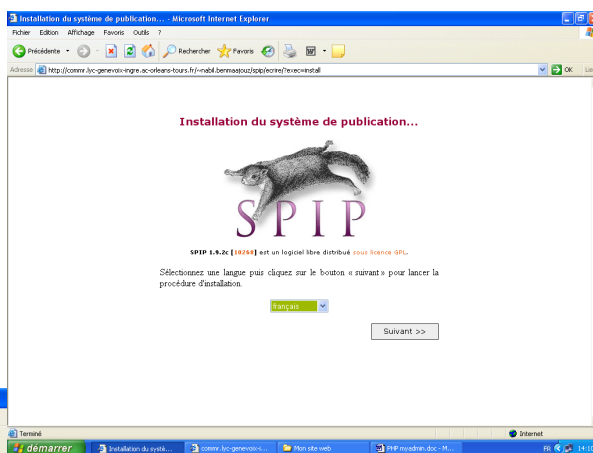 Installation du système de publication... - Microsoft Internet Explorer
Fichier Edition Affichage Favoris Outils ?
Précédente Rechercher Favoris
Adresse http://commr.lyc-genevoix-ingre.ac-orleans-tours.fr/~nabil.benmaajouz/spip/ecrire/?exec=install OK Lie
Installation du système de publication...
SPIP
SPIP 1.9.2c [10268] est un logiciel libre distribué sous licence GPL.
Sélectionnez une langue puis cliquez sur le bouton « suivant » pour lancer la
procédure d'installation.
français
Suivant >>
Terminé Internet
démarrer Installation du systè... commr.lyc-genevoix-i... Mon site web PHP myadmin.doc - M... FR 14:10